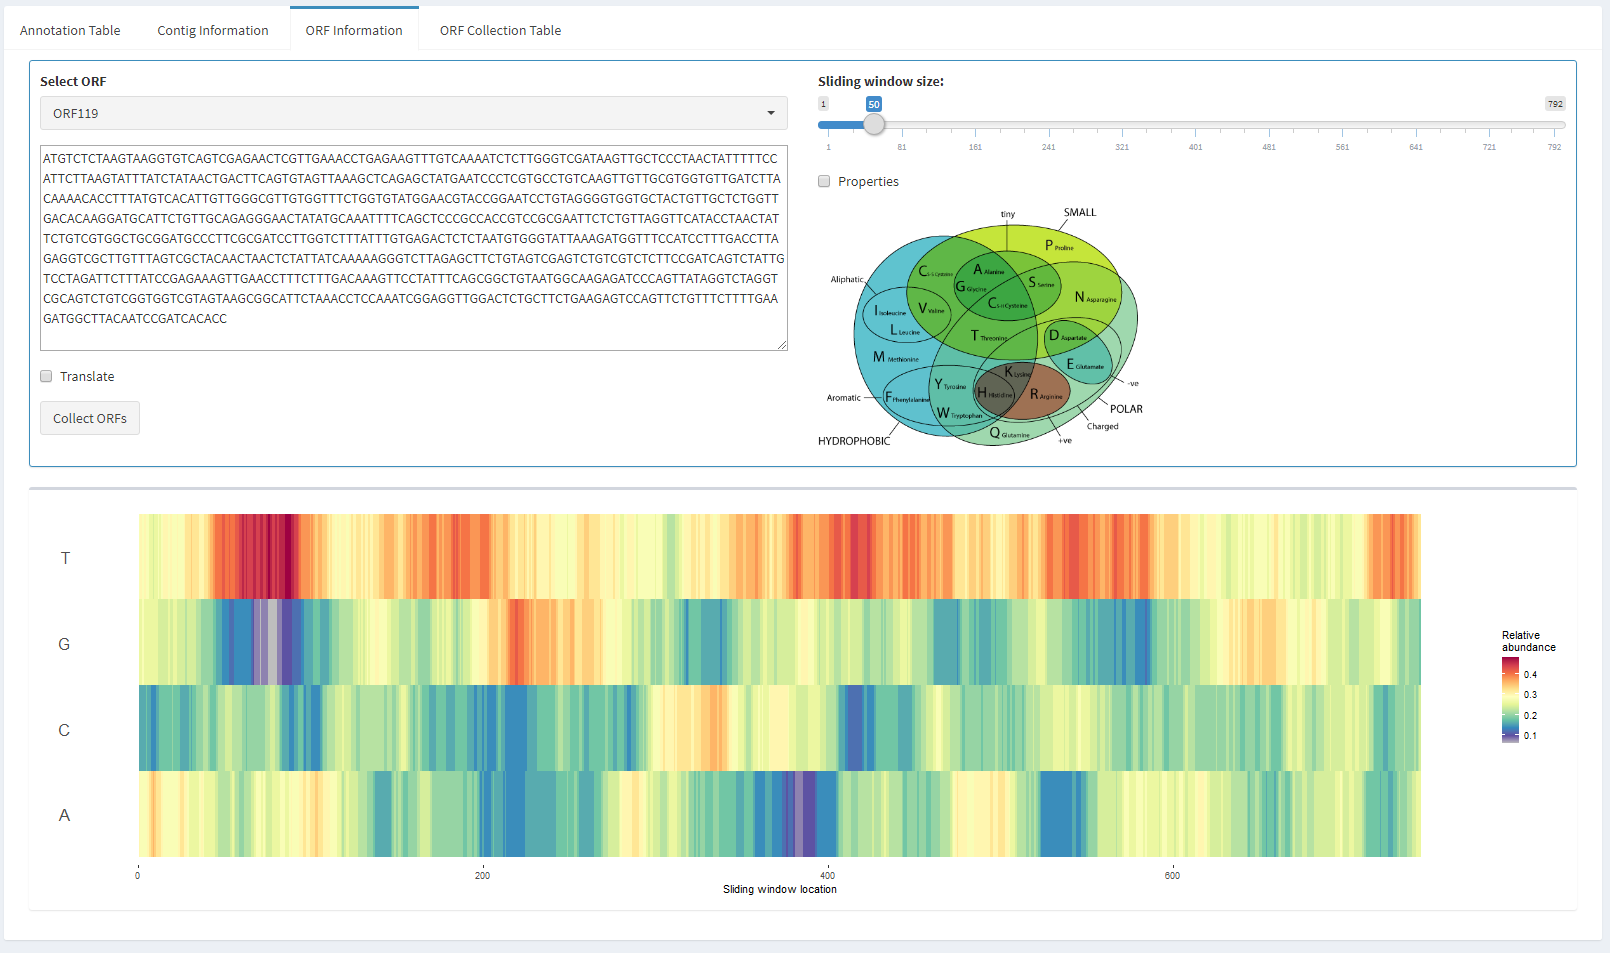 Annotation Table
Contig Information
ORF Information
ORF Collection Table
Select ORF
ORF119
ATGTCTCTAAGTAAGGTGTCAGTCGAGAACTCGTTGAAACCTGAGAAGTTTGTCAAAATCTCTTGGGTCGATAAGTTGCTCCCTAACTATTTTTCC
ATTCTTAAGTATTTATCTATAACTGACTTCAGTGTAGTTAAAGCTCAGAGCTATGAATCCCTCGTGCCTGTCAAGTTGTTGCGTGGTGTTGATCTTA
CAAAACACCTTTATGTCACATTGTTGGGCGTTGTGGTTTCTGGTGTATGGAACGTACCGGAATCCTGTAGGGGTGGTGCTACTGTTGCTCTGGTT
GACACAAGGATGCATTCTGTTGCAGAGGGAACTATATGCAAATTTTCAGCTCCCGCCACCGTCCGCGAATTCTCTGTTAGGTTCATACCTAACTAT
TCTGTCGTGGCTGCGGATGCCCTTCGCGATCCTTGGTCTTTATTTGTGAGACTCTCTAATGTGGGTATTAAAGATGGTTTCCATCCTTTGACCTTA
GAGGTCGCTTGTTTAGTCGCTACAACTAACTCTATTATCAAAAAGGGTCTTAGAGCTTCTGTAGTCGAGTCTGTCGTCTCTTCCGATCAGTCTATTG
TCCTAGATTCTTTATCCGAGAAAGTTGAACCTTTCTTTGACAAAGTTCCTATTTCAGCGGCTGTAATGGCAAGAGATCCCAGTTATAGGTCTAGGT
CGCAGTCTGTCGGTGGTCGTAGTAAGCGGCATTCTAAACCTCCAAATCGGAGGTTGGACTCTGCTTCTGAAGAGTCCAGTTCTGTTTCTTTTGAA
GATGGCTTACAATCCGATCACACC
Translate
Collect ORFs
Sliding window size:
1
50
792
1 81 161 241 321 401 481 561 641 721 792
Properties
tiny
SMALL
P Proline
C S-S Cysteine
A Alanine
S Serine
G Glycine
N Asparagine
C S-H Cysteine
Aliphatic
I Isoleucine
V Valine
L Leucine
T Threonine
D Aspartate
M Methionine
E Glutamate
K Lysine
-ve
Y Tyrosine
Aromatic
F Phenylalanine
H Histidine
R Arginine
POLAR
W Tryptophan
Charged
Q Glutamine
+ve
HYDROPHOBIC
T
G
C
A
0
200
400
600
Sliding window location
Relative
abundance
0.4
0.3
0.2
0.1